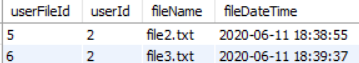 userFileId userId fileName fileDateTime
5 2 file2.txt 2020-06-11 18:38:55
6 2 file3.txt 2020-06-11 18:39:37